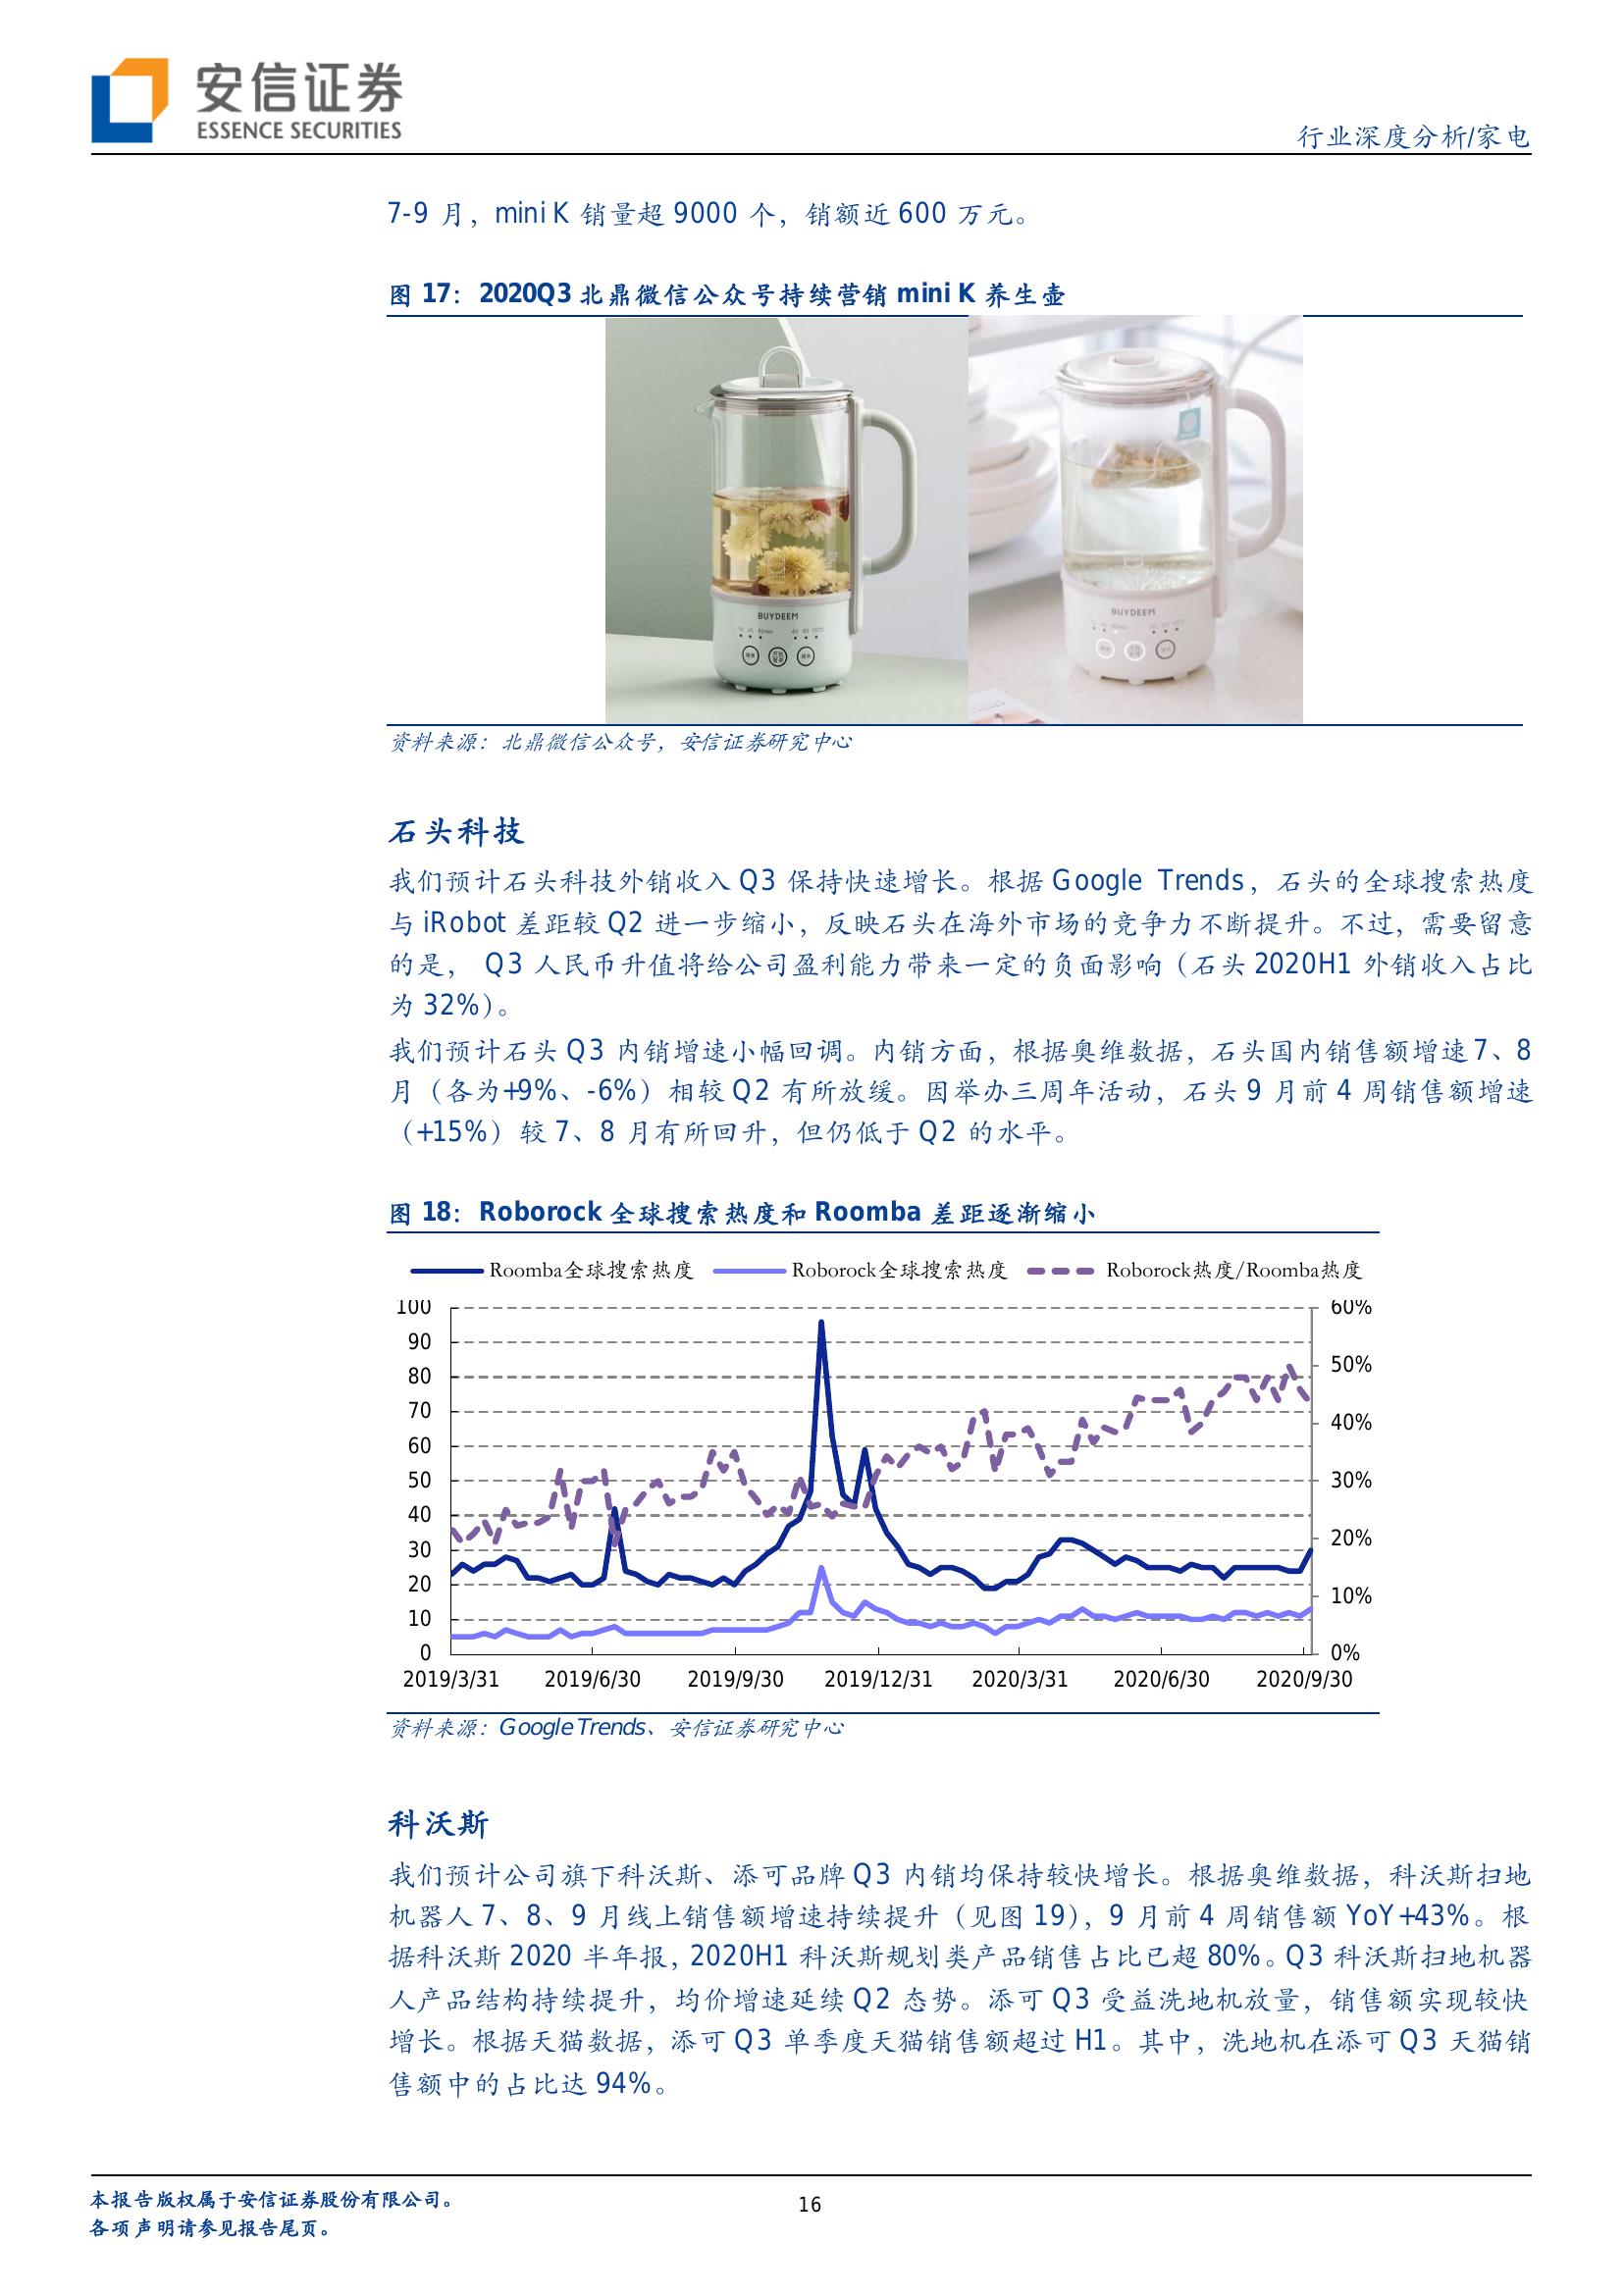 安信证券
ESSENCE SECURITIES
行业深度分析/家电
7-9 月，mini K 销量超 9000 个，销额近 600 万元。
图 17：2020Q3 北鼎微信公众号持续营销 mini K 养生壶
BUYDEEM
BUYDEEM
资料来源：北鼎微信公众号，安信证券研究中心
石头科技
我们预计石头科技外销收入 Q3 保持快速增长。根据 Google Trends，石头的全球搜索热度
与 iRobot 差距较 Q2 进一步缩小，反映石头在海外市场的竞争力不断提升。不过，需要留意
的是， Q3 人民币升值将给公司盈利能力带来一定的负面影响（石头 2020H1 外销收入占比
为 32%）。
我们预计石头 Q3 内销增速小幅回调。内销方面，根据奥维数据，石头国内销售额增速 7、8
月（各为+9%、-6%）相较 Q2 有所放缓。因举办三周年活动，石头 9 月前 4 周销售额增速
（+15%）较 7、8 月有所回升，但仍低于 Q2 的水平。
图 18：Roborock 全球搜索热度和 Roomba 差距逐渐缩小
Roomba全球搜索热度 Roborock全球搜索热度 Roborock热度/Roomba热度
100 60%
90
80 50%
70
60 40%
50 30%
40
30 20%
20 10%
10
0 0%
2019/3/31 2019/6/30 2019/9/30 2019/12/31 2020/3/31 2020/6/30 2020/9/30
资料来源：Google Trends、安信证券研究中心
科沃斯
我们预计公司旗下科沃斯、添可品牌 Q3 内销均保持较快增长。根据奥维数据，科沃斯扫地
机器人 7、8、9 月线上销售额增速持续提升（见图 19），9 月前 4 周销售额 YoY+43%。根
据科沃斯 2020 半年报，2020H1 科沃斯规划类产品销售占比已超 80%。Q3 科沃斯扫地机器
人产品结构持续提升，均价增速延续 Q2 态势。添可 Q3 受益洗地机放量，销售额实现较快
增长。根据天猫数据，添可 Q3 单季度天猫销售额超过 H1。其中，洗地机在添可 Q3 天猫销
售额中的占比达 94%。
本报告版权属于安信证券股份有限公司。
各项声明请参见报告尾页。
16